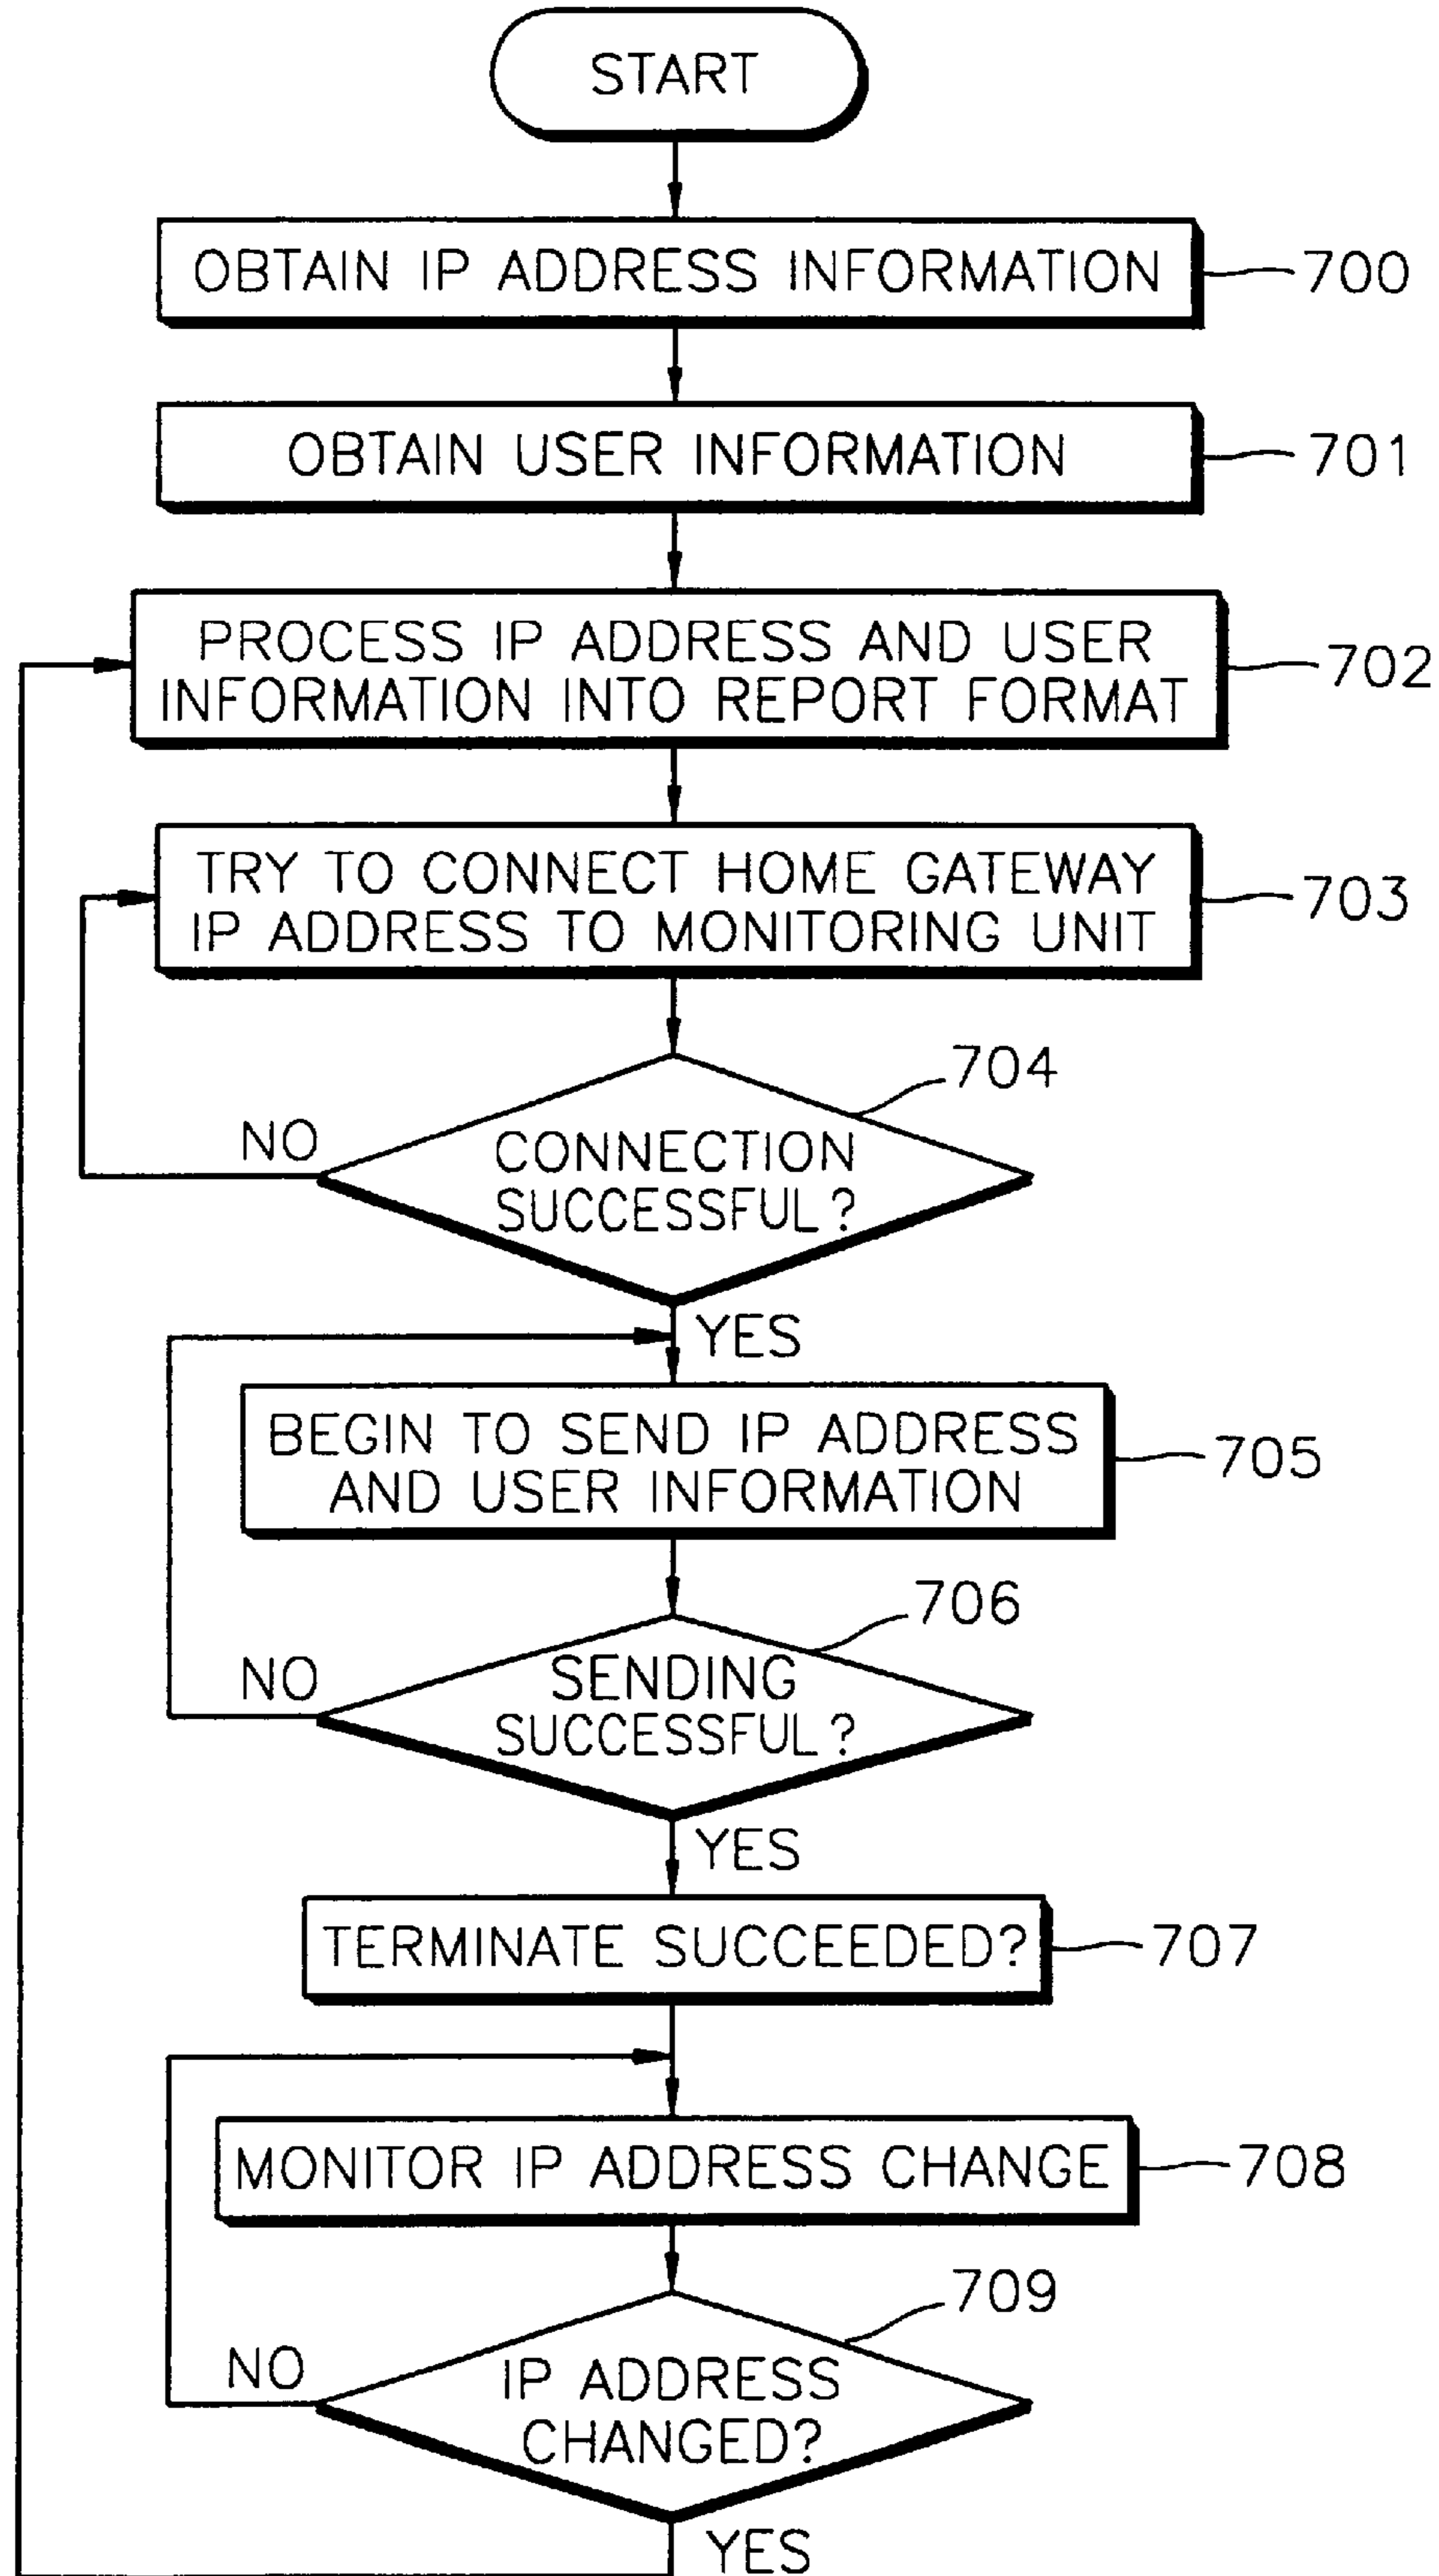 START
OBTAIN IP ADDRESS INFORMATION
700
OBTAIN USER INFORMATION
701
PROCESS IP ADDRESS AND USER
INFORMATION INTO REPORT FORMAT
702
TRY TO CONNECT HOME GATEWAY
IP ADDRESS TO MONITORING UNIT
703
704
NO
CONNECTION
SUCCESSFUL?
YES
BEGIN TO SEND IP ADDRESS
AND USER INFORMATION
705
706
NO
SENDING
SUCCESSFUL?
YES
TERMINATE SUCCEEDED?
707
MONITOR IP ADDRESS CHANGE
708
709
NO
IP ADDRESS
CHANGED?
YES